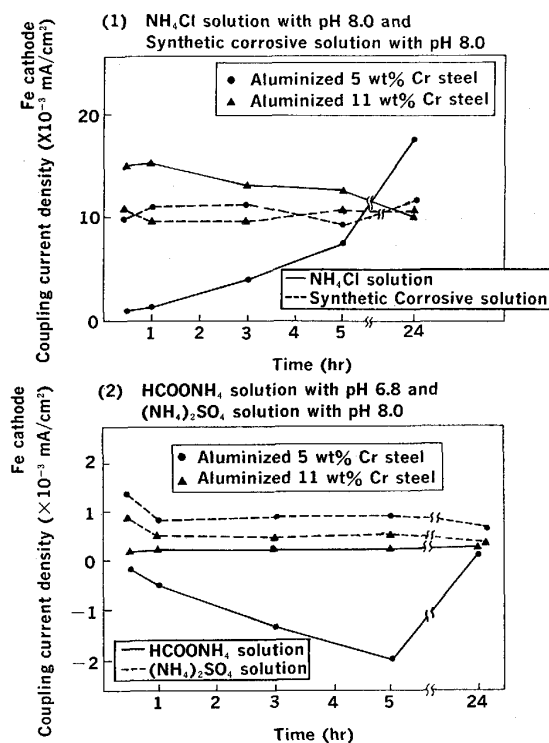 (1) NH₄Cl solution with pH 8.0 and
Synthetic corrosive solution with pH 8.0
Fe cathode
Coupling current density (X10⁻³ mA/cm²)
● Aluminized 5 wt% Cr steel
▲ Aluminized 11 wt% Cr steel
20
10
0
NH₄Cl solution
Synthetic Corrosive solution
1 2 3 4 5 24
Time (hr)
(2) HCOONH₄ solution with pH 6.8 and
(NH₄)₂SO₄ solution with pH 8.0
Fe cathode
Coupling current density (×10⁻³ mA/cm²)
● Aluminized 5 wt% Cr steel
▲ Aluminized 11 wt% Cr steel
2
1
0
−1
−2
HCOONH₄ solution
(NH₄)₂SO₄ solution
1 2 3 4 5 24
Time (hr)